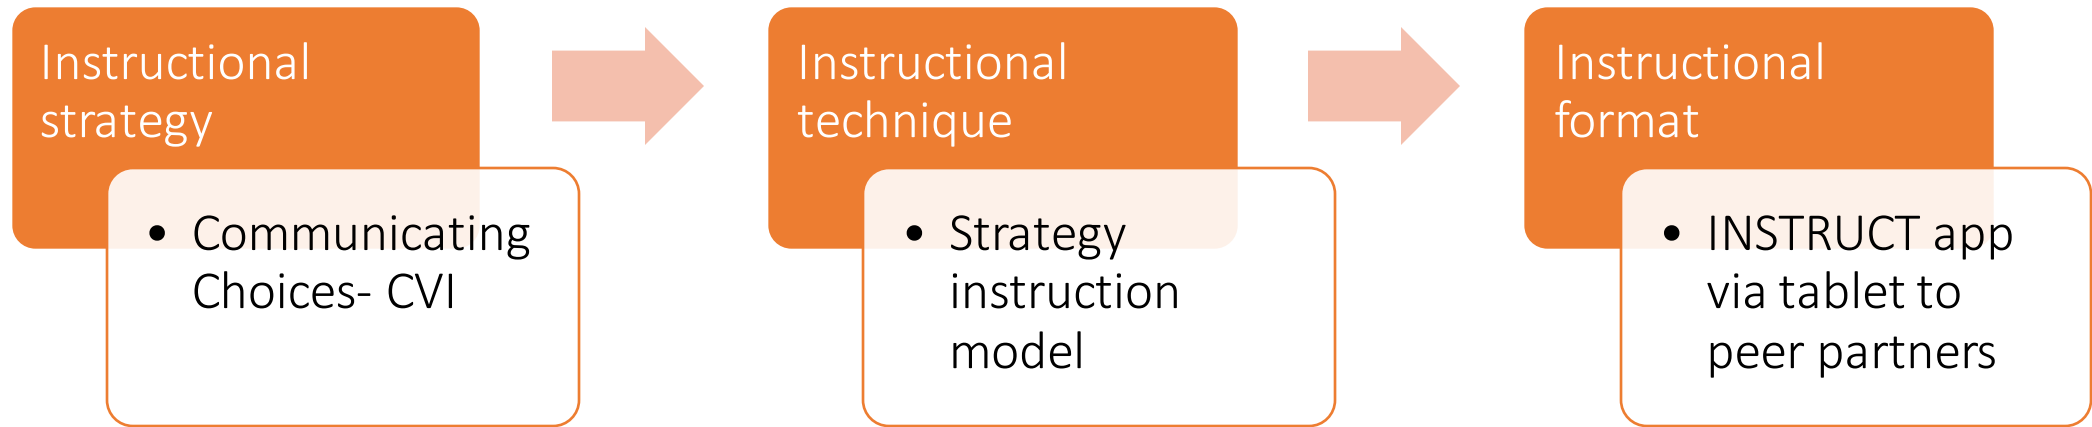 Instructional
strategy
• Communicating
Choices- CVI
Instructional
technique
• Strategy
instruction
model
Instructional
format
• INSTRUCT app
via tablet to
peer partners